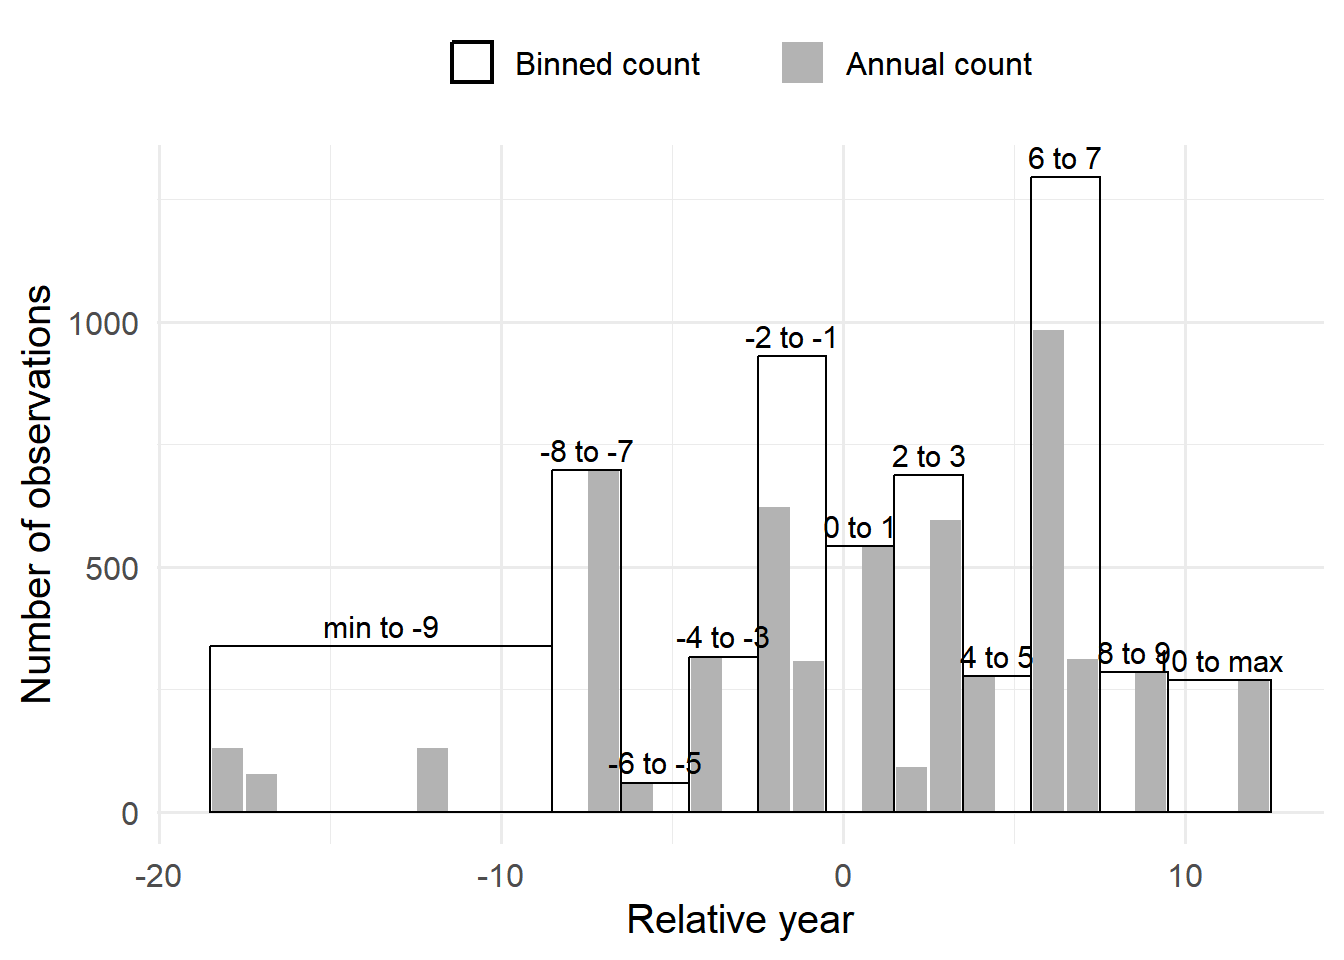 Binned count
Annual count
6 to 7
-2 to -1
-8 to -7
2 to 3
0 to 1
min to -9
-4 to -3
4 to 5
8 to 9
10 to max
-6 to -5
Number of observations
1000
500
0
-20
-10
0
10
Relative year